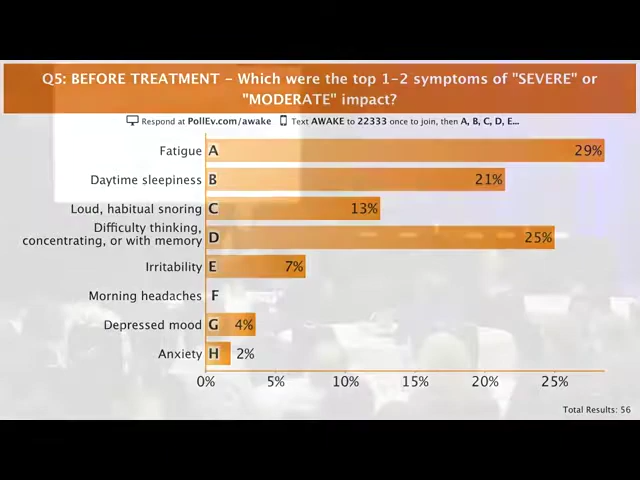 Q5: BEFORE TREATMENT – Which were the top 1–2 symptoms of "SEVERE" or
"MODERATE" impact?
Respond at PollEv.com/awake Text AWAKE to 22333 once to join, then A, B, C, D, E...
Fatigue A 29%
Daytime sleepiness B 21%
Loud, habitual snoring C 13%
Difficulty thinking,
concentrating, or with memory D 25%
Irritability E 7%
Morning headaches F
Depressed mood G 4%
Anxiety H 2%
0% 5% 10% 15% 20% 25%
Total Results: 56